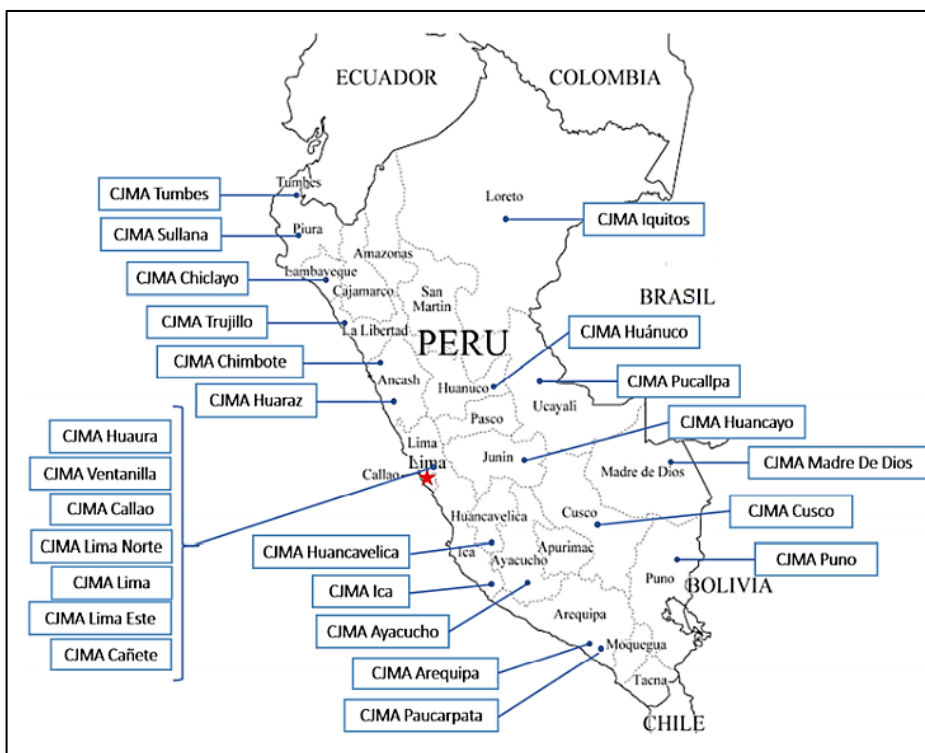 ECUADOR
COLOMBIA
Tumbes
CJMA Tumbes
Loreto
CJMA Iquitos
CJMA Sullana
Piura
Amazonas
CJMA Chiclayo
Lambayeque
Cajamarco
San
Martin
BRASIL
CJMA Trujillo
La Libertad
PERU
CJMA Huánuco
CJMA Chimbote
Ancash
Huanuco
CJMA Pucallpa
CJMA Huaraz
Ucayali
Pasco
CJMA Huancayo
CJMA Huaura
Lima
Lima
Junin
CJMA Ventanilla
Callao
Madre de Dios
CJMA Madre De Dios
CJMA Callao
Huancavelica
Cusco
CJMA Cusco
CJMA Lima Norte
CJMA Huancavelica
Ica
Ayacucho
Apurimac
CJMA Puno
CJMA Lima
CJMA Ica
Puno
BOLIVIA
CJMA Lima Este
Arequipa
CJMA Ayacucho
CJMA Cañete
Moquegua
CJMA Arequipa
Tacna
CJMA Paucarpata
CHILE